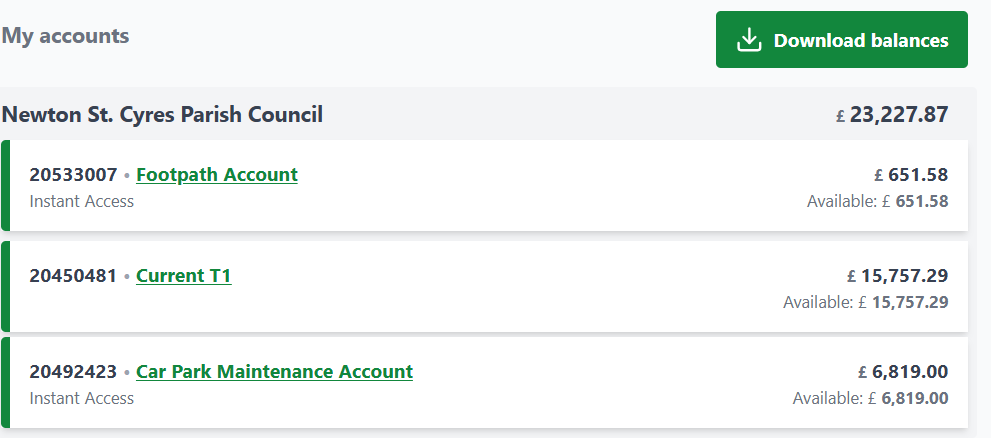 My accounts
Download balances
Newton St. Cyres Parish Council £ 23,227.87
20533007 • Footpath Account £ 651.58
Instant Access Available: £ 651.58
20450481 • Current T1 £ 15,757.29
Available: £ 15,757.29
20492423 • Car Park Maintenance Account £ 6,819.00
Instant Access Available: £ 6,819.00